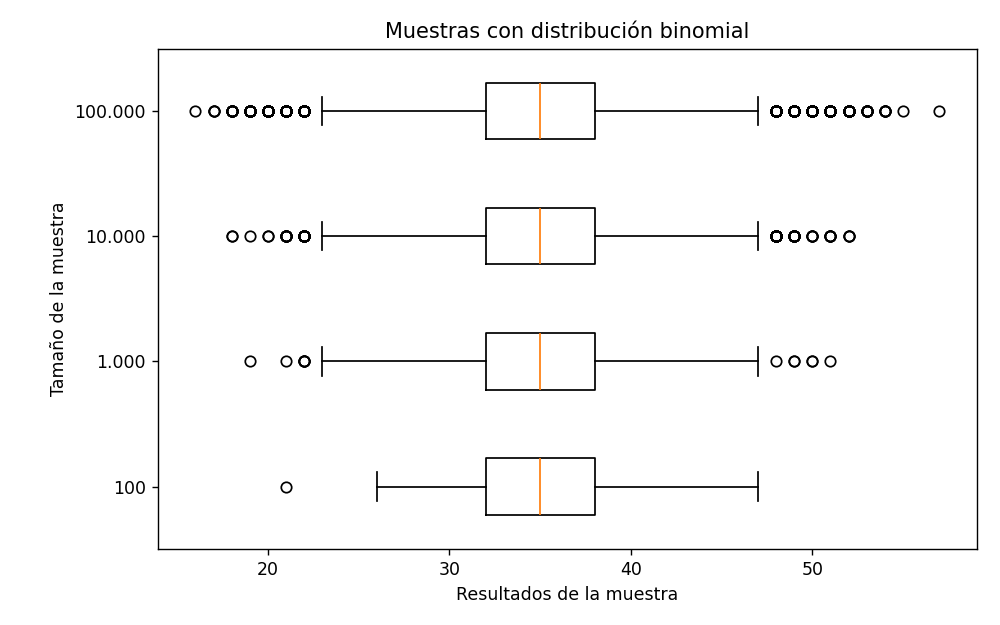 Muestras con distribución binomial
Tamaño de la muestra
100.000
10.000
1.000
100
20 30 40 50
Resultados de la muestra